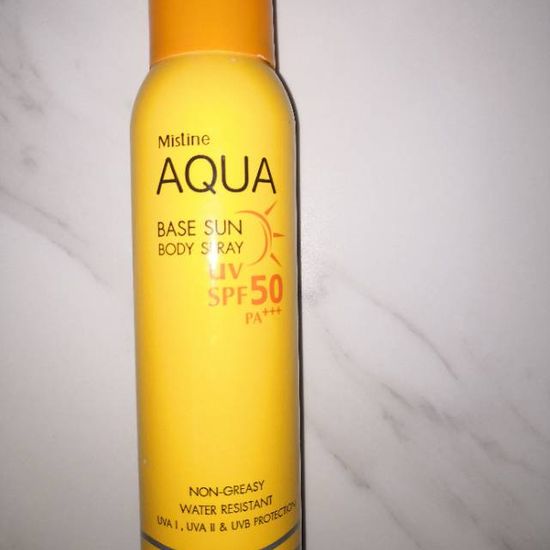 Mistine
AQUA
BASE SUN
BODY SPRAY
UV
SPF50
PA+++
NON-GREASY
WATER RESISTANT
UVA I, UVA II & UVB PROTECTION